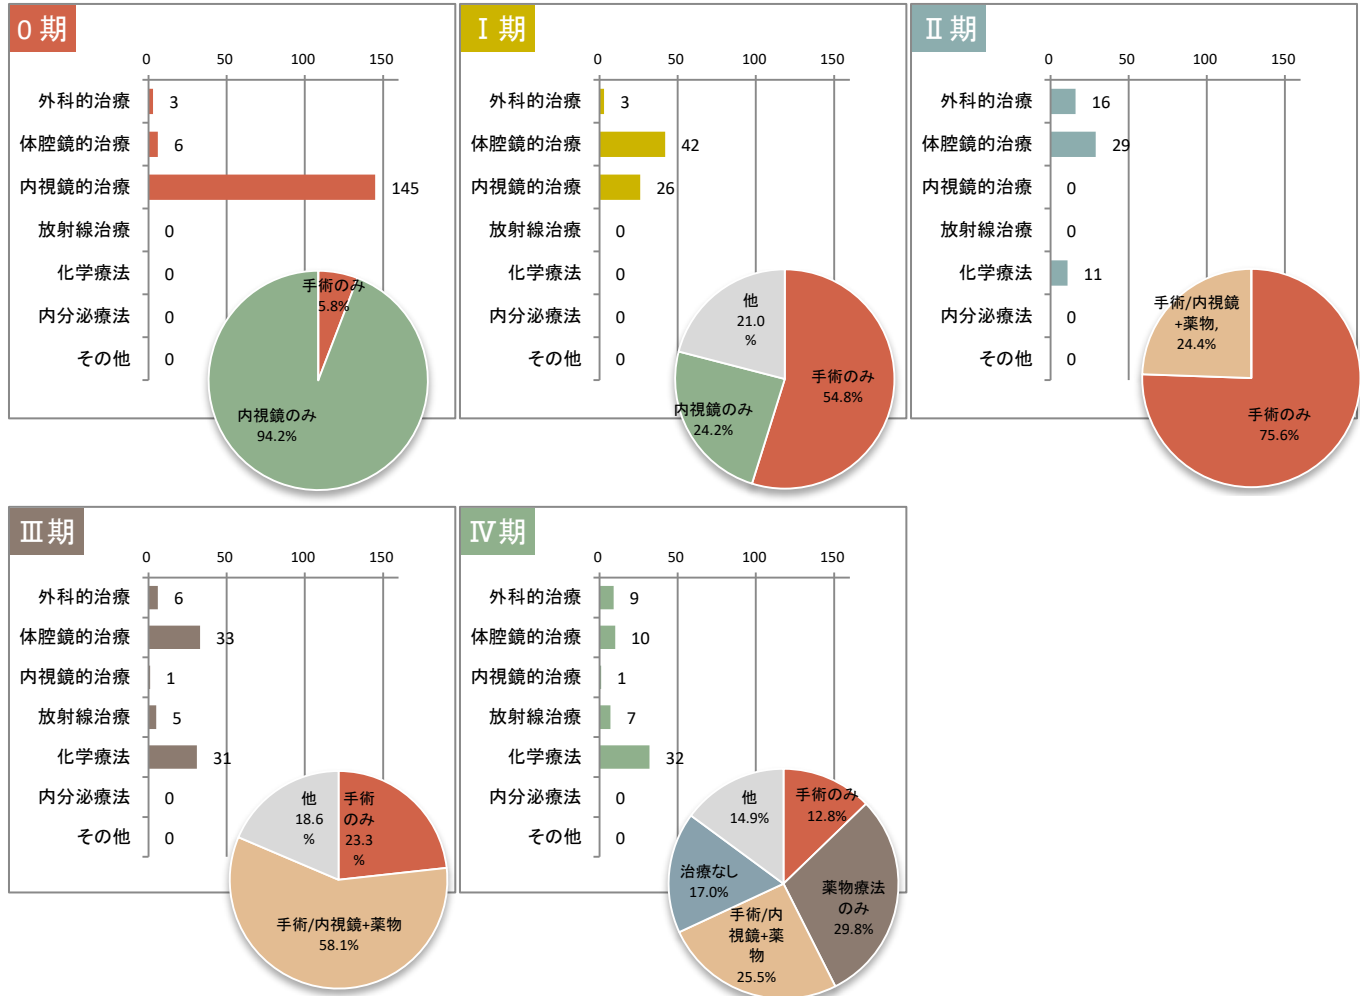 0 期
0 50 100 150
外科的治療 3
体腔鏡的治療 6
内視鏡的治療 145
放射線治療 0
化学療法 0
内分泌療法 0
その他 0
手術のみ
5.8%
内視鏡のみ
94.2%
Ⅰ 期
0 50 100 150
外科的治療 3
体腔鏡的治療 42
内視鏡的治療 26
放射線治療 0
化学療法 0
内分泌療法 0
その他 0
他
21.0
%
手術のみ
54.8%
内視鏡のみ
24.2%
Ⅱ 期
0 50 100 150
外科的治療 16
体腔鏡的治療 29
内視鏡的治療 0
放射線治療 0
化学療法 11
内分泌療法 0
その他 0
手術/内視鏡
+薬物,
24.4%
手術のみ
75.6%
Ⅲ 期
0 50 100 150
外科的治療 6
体腔鏡的治療 33
内視鏡的治療 1
放射線治療 5
化学療法 31
内分泌療法 0
その他 0
他
18.6
%
手術
のみ
23.3
%
手術/内視鏡+薬物
58.1%
Ⅳ 期
0 50 100 150
外科的治療 9
体腔鏡的治療 10
内視鏡的治療 1
放射線治療 7
化学療法 32
内分泌療法 0
その他 0
他
14.9%
手術のみ
12.8%
治療なし
17.0%
薬物療法
のみ
29.8%
手術/内
視鏡+薬
物
25.5%